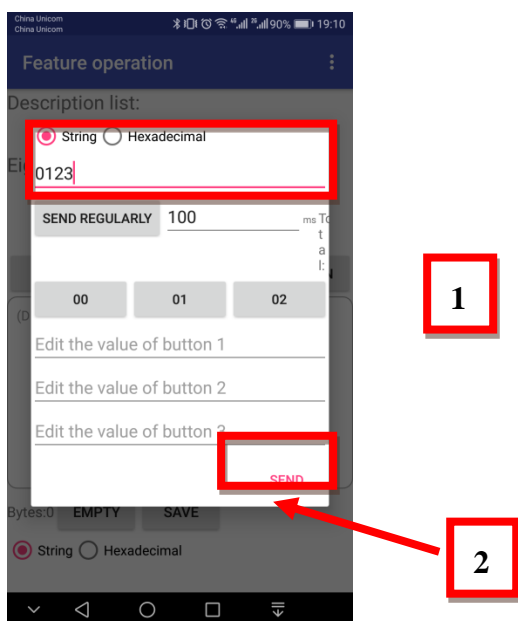 China Unicom
China Unicom
90% 19:10
Feature operation
Description list:
String Hexadecimal
0123
SEND REGULARLY 100 ms To
t
a
l:
1
00 01 02
(D
Edit the value of button 1
Edit the value of button 2
Edit the value of button 3
SEND
Bytes:0 EMPTY SAVE
2
String Hexadecimal